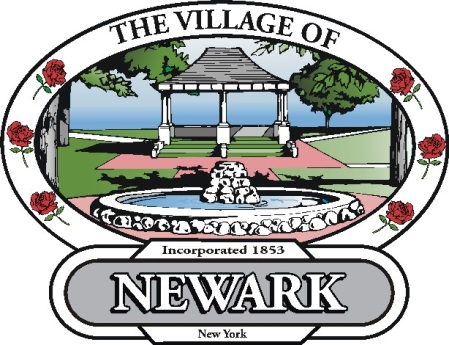 THE VILLAGE OF
Incorporated 1853
NEWARK
New York